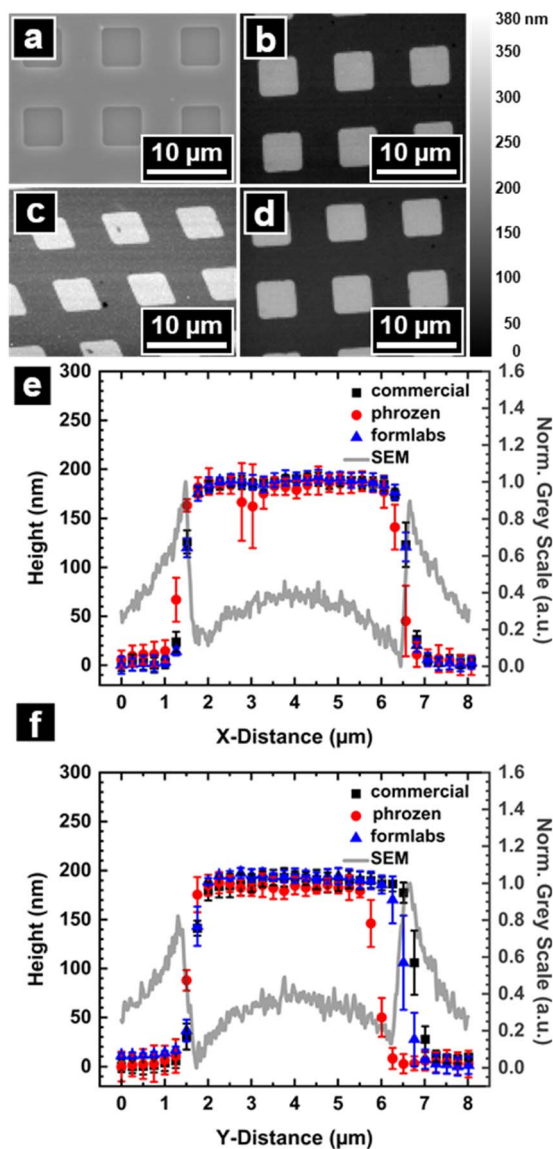 a
10 µm
b
10 µm
380 nm
350
300
250
200
150
100
50
0
c
10 µm
d
10 µm
e
300
250
200
150
100
50
0
Height (nm)
commercial
phrozen
formlabs
SEM
1.6
1.4
1.2
1.0
0.8
0.6
0.4
0.2
0.0
Norm. Grey Scale (a.u.)
0 1 2 3 4 5 6 7 8
X-Distance (µm)
f
300
250
200
150
100
50
0
Height (nm)
commercial
phrozen
formlabs
SEM
1.6
1.4
1.2
1.0
0.8
0.6
0.4
0.2
0.0
Norm. Grey Scale (a.u.)
0 1 2 3 4 5 6 7 8
Y-Distance (µm)